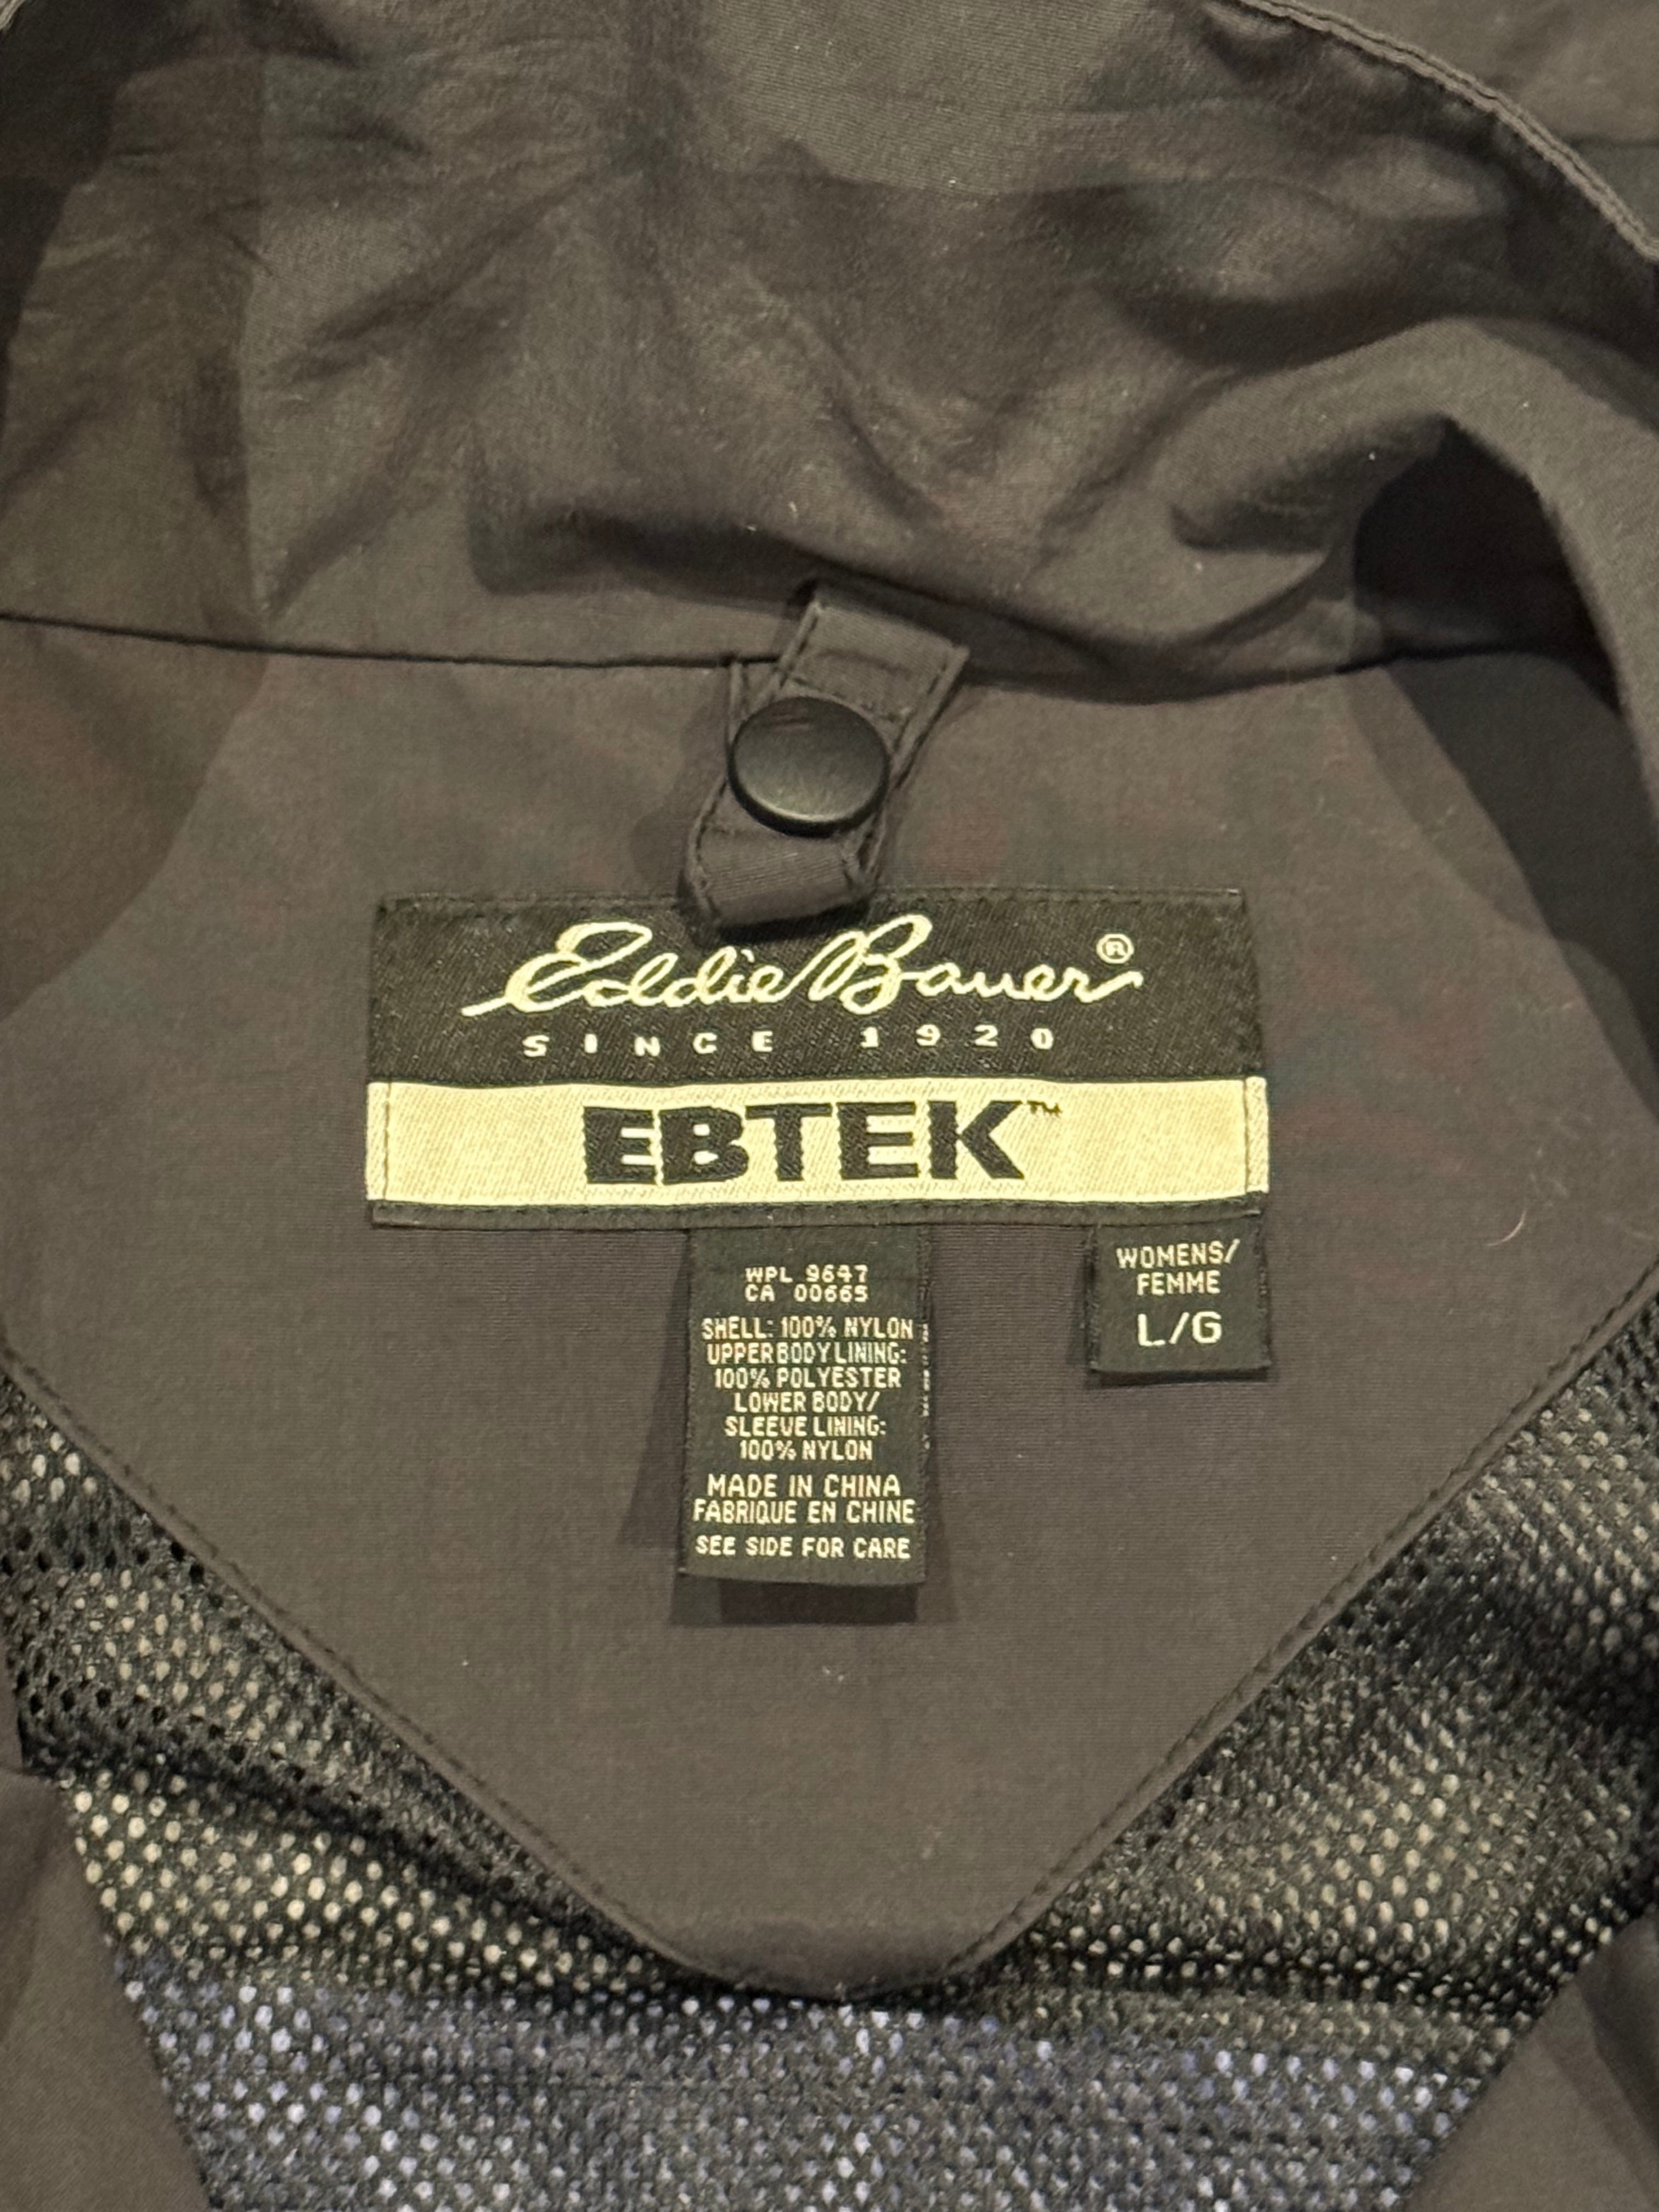 Eddie Bauer®
SINCE 1920
EBTEK™
WPL 9647
CA 00665
SHELL: 100% NYLON
UPPER BODY LINING:
100% POLYESTER
LOWER BODY/
SLEEVE LINING:
100% NYLON
MADE IN CHINA
FABRIQUE EN CHINE
SEE SIDE FOR CARE
WOMENS/
FEMME
L/G